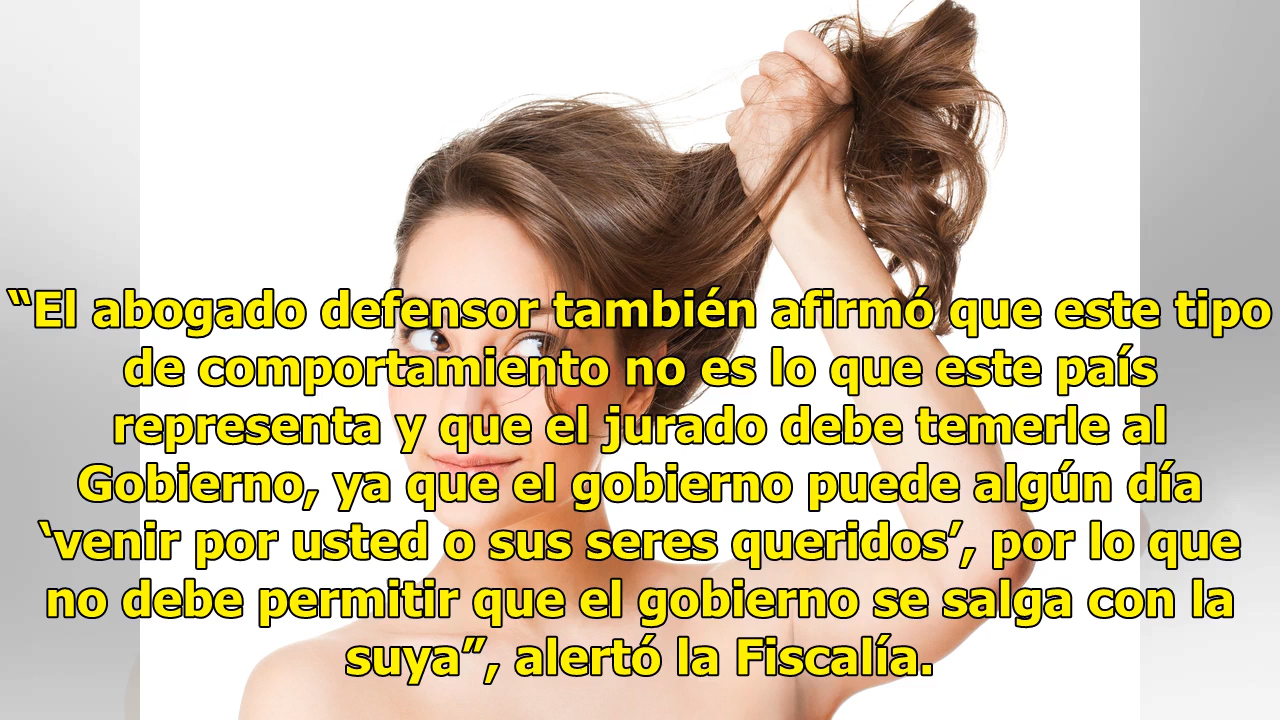 “El abogado defensor también afirmó que este tipo
de comportamiento no es lo que este país
representa y que el jurado debe temerle al
Gobierno, ya que el gobierno puede algún día
‘venir por usted o sus seres queridos’, por lo que
no debe permitir que el gobierno se salga con la
suya”, alertó la Fiscalía.